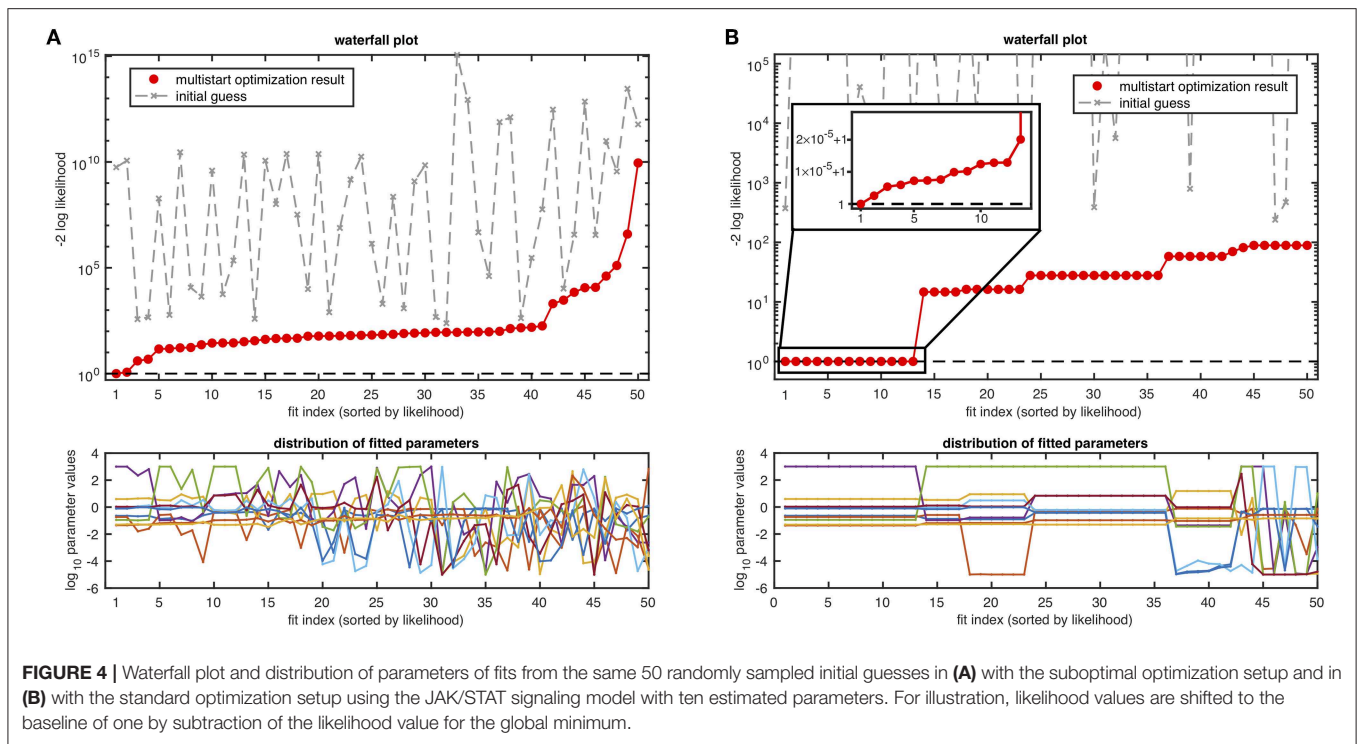 A
waterfall plot
10^15
10^10
10^5
10^0
-2 log likelihood
multistart optimization result
initial guess
1 5 10 15 20 25 30 35 40 45 50
fit index (sorted by likelihood)
distribution of fitted parameters
4
2
0
-2
-4
-6
log_10 parameter values
1 5 10 15 20 25 30 35 40 45 50
fit index (sorted by likelihood)
B
waterfall plot
10^5
10^4
10^3
10^2
10^1
10^0
-2 log likelihood
multistart optimization result
initial guess
2×10^-5+1
1×10^-5+1
1
1 5 10
1 5 10 15 20 25 30 35 40 45 50
fit index (sorted by likelihood)
distribution of fitted parameters
4
2
0
-2
-4
-6
log_10 parameter values
0 5 10 15 20 25 30 35 40 45 50
fit index (sorted by likelihood)
FIGURE 4 | Waterfall plot and distribution of parameters of fits from the same 50 randomly sampled initial guesses in (A) with the suboptimal optimization setup and in
(B) with the standard optimization setup using the JAK/STAT signaling model with ten estimated parameters. For illustration, likelihood values are shifted to the
baseline of one by subtraction of the likelihood value for the global minimum.